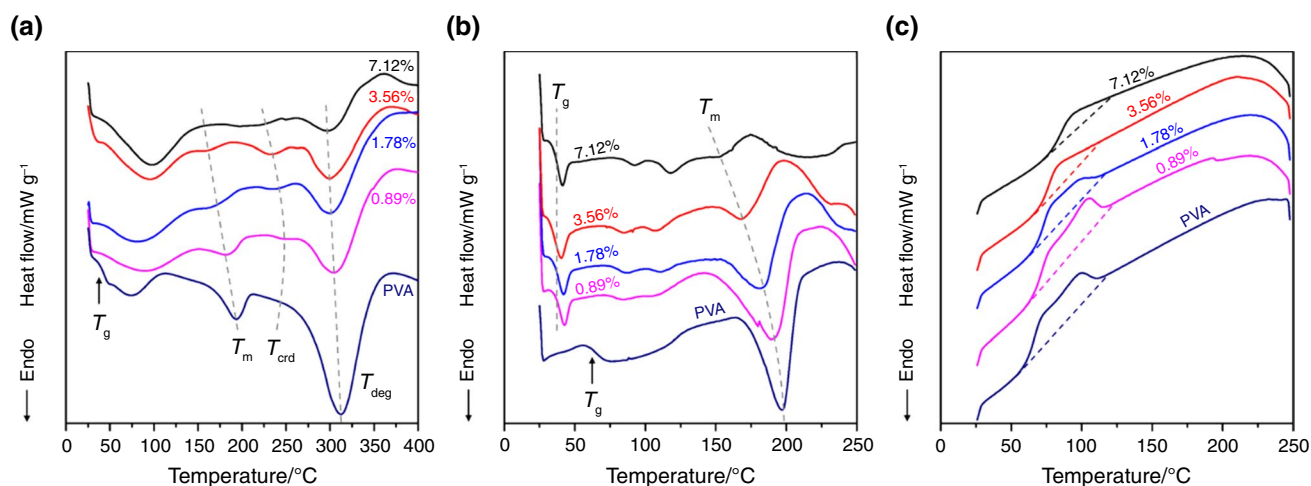 (a)
Heat flow/mW g⁻¹
Endo
7.12%
3.56%
1.78%
0.89%
PVA
Tg
Tm
Tcrd
Tdeg
0 50 100 150 200 250 300 350 400
Temperature/°C
(b)
Heat flow/mW g⁻¹
Endo
Tg
Tm
7.12%
3.56%
1.78%
0.89%
PVA
Tg
0 50 100 150 200 250
Temperature/°C
(c)
Heat flow/mW g⁻¹
Endo
7.12%
3.56%
1.78%
0.89%
PVA
0 50 100 150 200 250
Temperature/°C